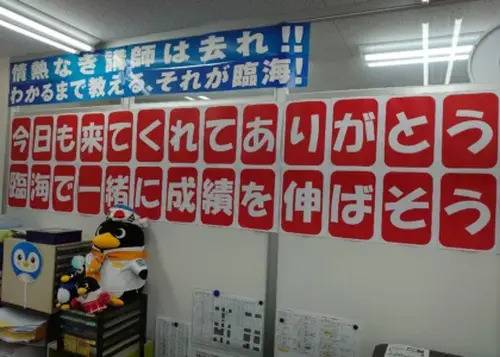 情熱なき講師は去れ!!
わかるまで教える、それが臨海!
今日も来てくれてありがとう
臨海で一緒に成績を伸ばそう